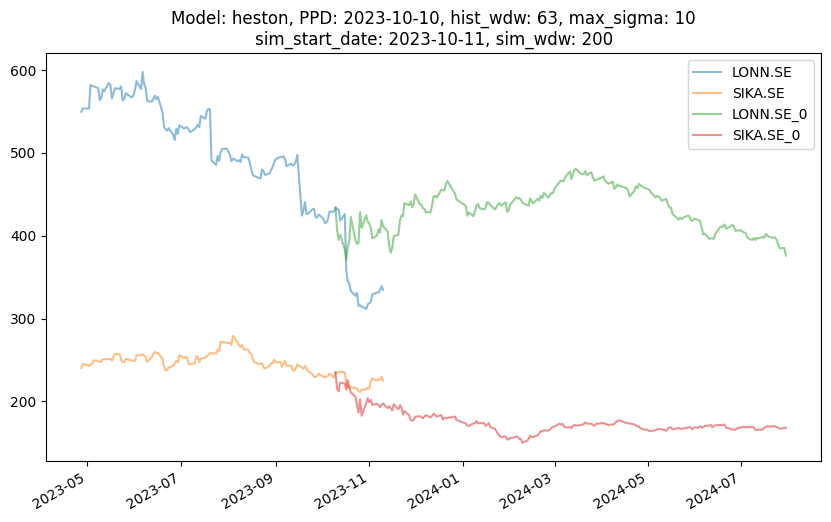 Model: heston, PPD: 2023-10-10, hist_wdw: 63, max_sigma: 10
sim_start_date: 2023-10-11, sim_wdw: 200
LONN.SE
SIKA.SE
LONN.SE_0
SIKA.SE_0
600
500
400
300
200
2023-05
2023-07
2023-09
2023-11
2024-01
2024-03
2024-05
2024-07